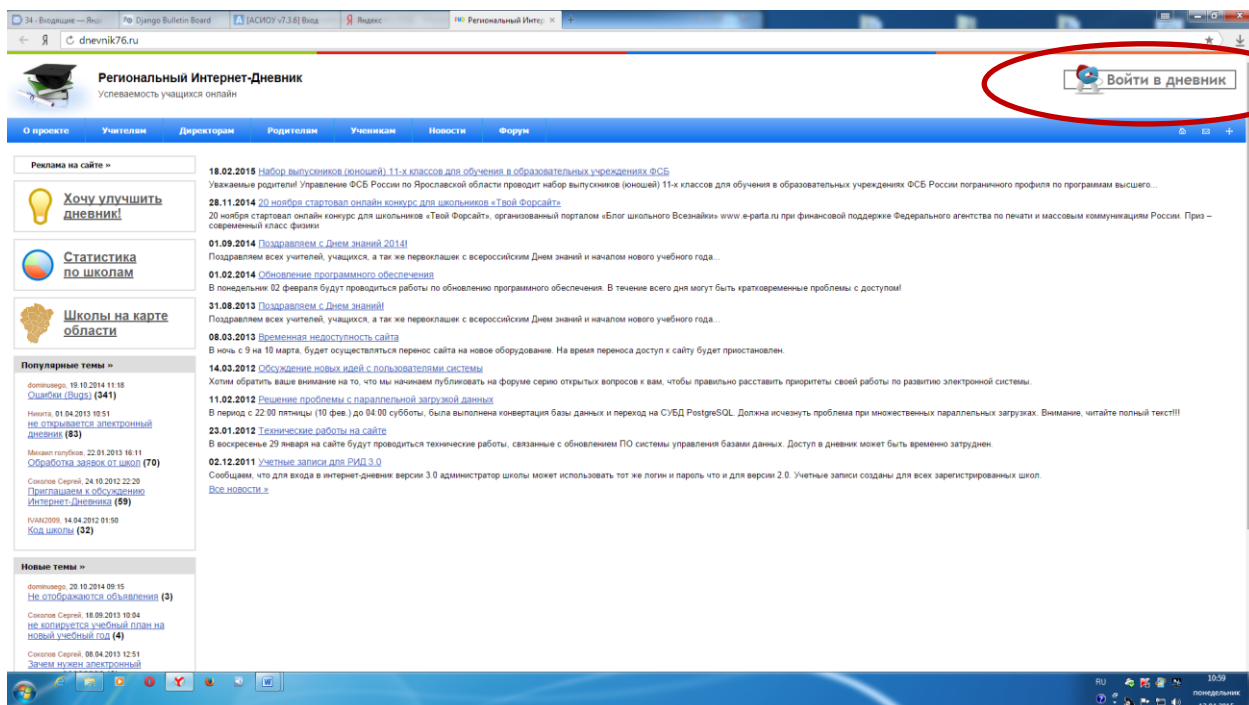 34 - Входящие — Янд
Django Bulletin Board
[АСИОУ v7.3.6] Вход
Яндекс
Региональный Интер
dnevnik76.ru
Региональный Интернет-Дневник
Успеваемость учащихся онлайн
Войти в дневник
О проекте Учителям Директорам Родителям Ученикам Новости Форум
Реклама на сайте »
Хочу улучшить
дневник!
Статистика
по школам
Школы на карте
области
Популярные темы »
dominusego, 19.10.2014 11:18
Ошибки (Bugs) (341)
Никита, 01.04.2013 10:51
не открывается электронный
дневник (83)
Михаил голубков, 22.01.2013 16:11
Обработка заявок от школ (70)
Соколов Сергей, 24.10.2012 22:20
Приглашаем к обсуждению
Интернет-Дневника (59)
IVAN2009, 14.04.2012 01:50
Код школы (32)
Новые темы »
dominusego, 20.10.2014 09:15
Не отображаются объявления (3)
Соколов Сергей, 18.09.2013 10:04
не копируется учебный план на
новый учебный год (4)
Соколов Сергей, 08.04.2013 12:51
Зачем нужен электронный
18.02.2015 Набор выпускников (юношей) 11-х классов для обучения в образовательных учреждениях ФСБ
Уважаемые родители! Управление ФСБ России по Ярославской области проводит набор выпускников (юношей) 11-х классов для обучения в образовательных учреждениях ФСБ России пограничного профиля по программам высшего...
28.11.2014 20 ноября стартовал онлайн конкурс для школьников «Твой Форсайт»
20 ноября стартовал онлайн конкурс для школьников «Твой Форсайт», организованный порталом «Блог школьного Всезнайки» www.e-parta.ru при финансовой поддержке Федерального агентства по печати и массовым коммуникациям России. Приз –
современный класс физики
01.09.2014 Поздравляем с Днем знаний 2014!
Поздравляем всех учителей, учащихся, а так же первоклашек с всероссийским Днем знаний и началом нового учебного года...
01.02.2014 Обновление программного обеспечения
В понедельник 02 февраля будут проводиться работы по обновлению программного обеспечения. В течение всего дня могут быть кратковременные проблемы с доступом!
31.08.2013 Поздравляем с Днем знаний!
Поздравляем всех учителей, учащихся, а так же первоклашек с всероссийским Днем знаний и началом нового учебного года...
08.03.2013 Временная недоступность сайта
В ночь с 9 на 10 марта, будет осуществляться перенос сайта на новое оборудование. На время переноса доступ к сайту будет приостановлен.
14.03.2012 Обсуждение новых идей с пользователями системы
Хотим обратить ваше внимание на то, что мы начинаем публиковать на форуме серию открытых вопросов к вам, чтобы правильно расставить приоритеты своей работы по развитию электронной системы.
11.02.2012 Решение проблемы с параллельной загрузкой данных
В период с 22:00 пятницы (10 фев.) до 04:00 субботы, была выполнена конвертация базы данных и переход на СУБД PostgreSQL. Должна исчезнуть проблема при множественных параллельных загрузках. Внимание, читайте полный текст!!!
23.01.2012 Технические работы на сайте
В воскресенье 29 января на сайте будут проводиться технические работы, связанные с обновлением ПО системы управления базами данных. Доступ в дневник может быть временно затруднен.
02.12.2011 Учетные записи для РИД 3.0
Сообщаем, что для входа в интернет-дневник версии 3.0 администратор школы может использовать тот же логин и пароль что и для версии 2.0. Учетные записи созданы для всех зарегистрированных школ.
Все новости »
RU
10:59
понедельник